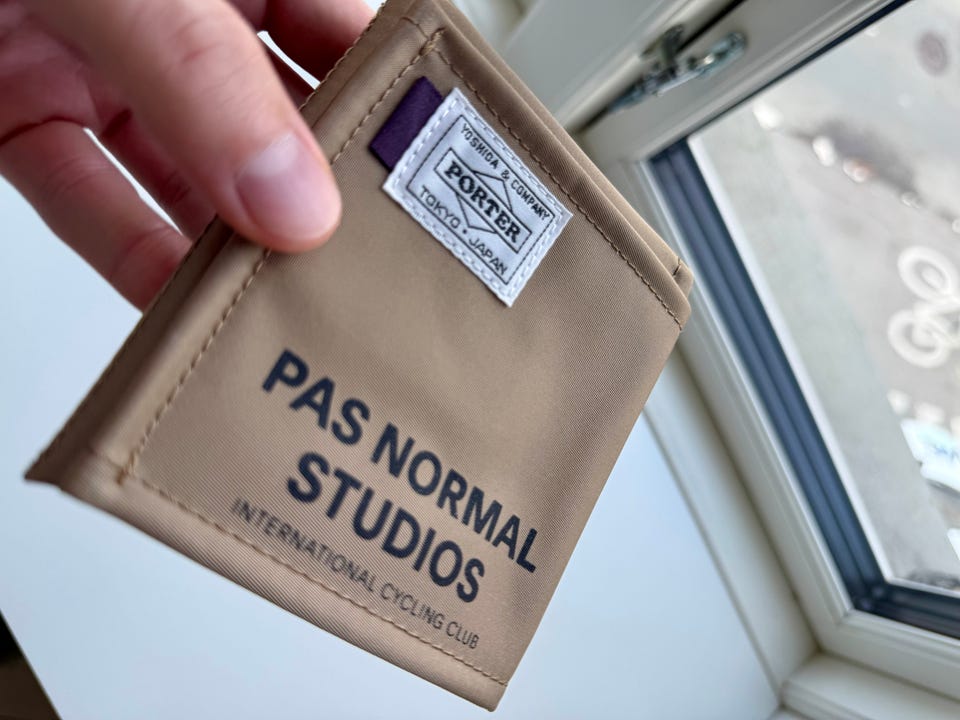 YOSHIDA & COMPANY
PORTER
TOKYO • JAPAN
PAS NORMAL
STUDIOS
INTERNATIONAL CYCLING CLUB